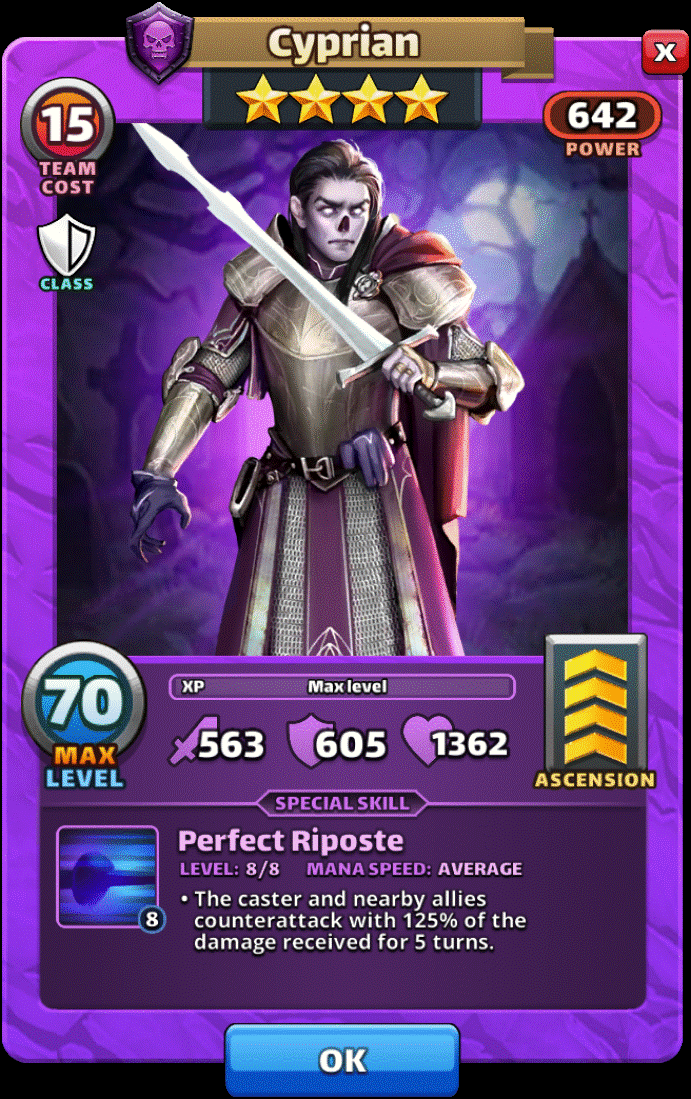 Cyprian
X
15
TEAM
COST
642
POWER
CLASS
70
MAX
LEVEL
XP Max level
563 605 1362
ASCENSION
SPECIAL SKILL
Perfect Riposte
LEVEL: 8/8 MANA SPEED: AVERAGE
8
• The caster and nearby allies
counterattack with 125% of the
damage received for 5 turns.
OK